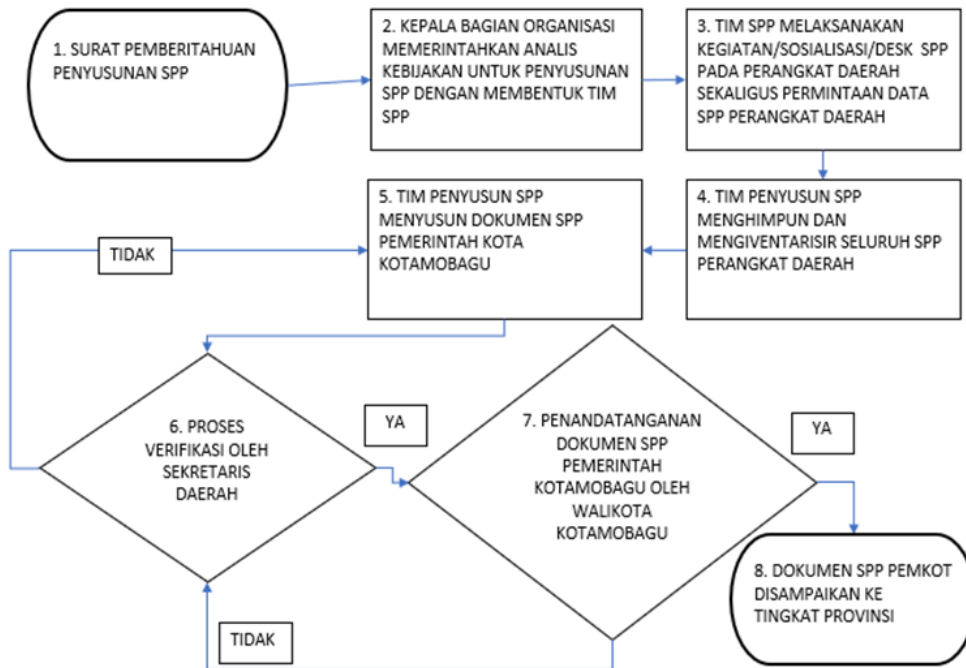 1. SURAT PEMBERITAHUAN
PENYUSUNAN SPP
2. KEPALA BAGIAN ORGANISASI
MEMERINTAHKAN ANALIS
KEBIJAKAN UNTUK PENYUSUNAN
SPP DENGAN MEMBENTUK TIM
SPP
3. TIM SPP MELAKSANAKAN
KEGIATAN/SOSIALISASI/DESK SPP
PADA PERANGKAT DAERAH
SEKALIGUS PERMINTAAN DATA
SPP PERANGKAT DAERAH
4. TIM PENYUSUN SPP
MENGHIMPUN DAN
MENGIVENTARISIR SELURUH SPP
PERANGKAT DAERAH
5. TIM PENYUSUN SPP
MENYUSUN DOKUMEN SPP
PEMERINTAH KOTA
KOTAMOBAGU
TIDAK
6. PROSES
VERIFIKASI OLEH
SEKRETARIS
DAERAH
YA
7. PENANDATANGANAN
DOKUMEN SPP
PEMERINTAH
KOTAMOBAGU OLEH
WALIKOTA
KOTAMOBAGU
YA
TIDAK
8. DOKUMEN SPP PEMKOT
DISAMPAIKAN KE
TINGKAT PROVINSI